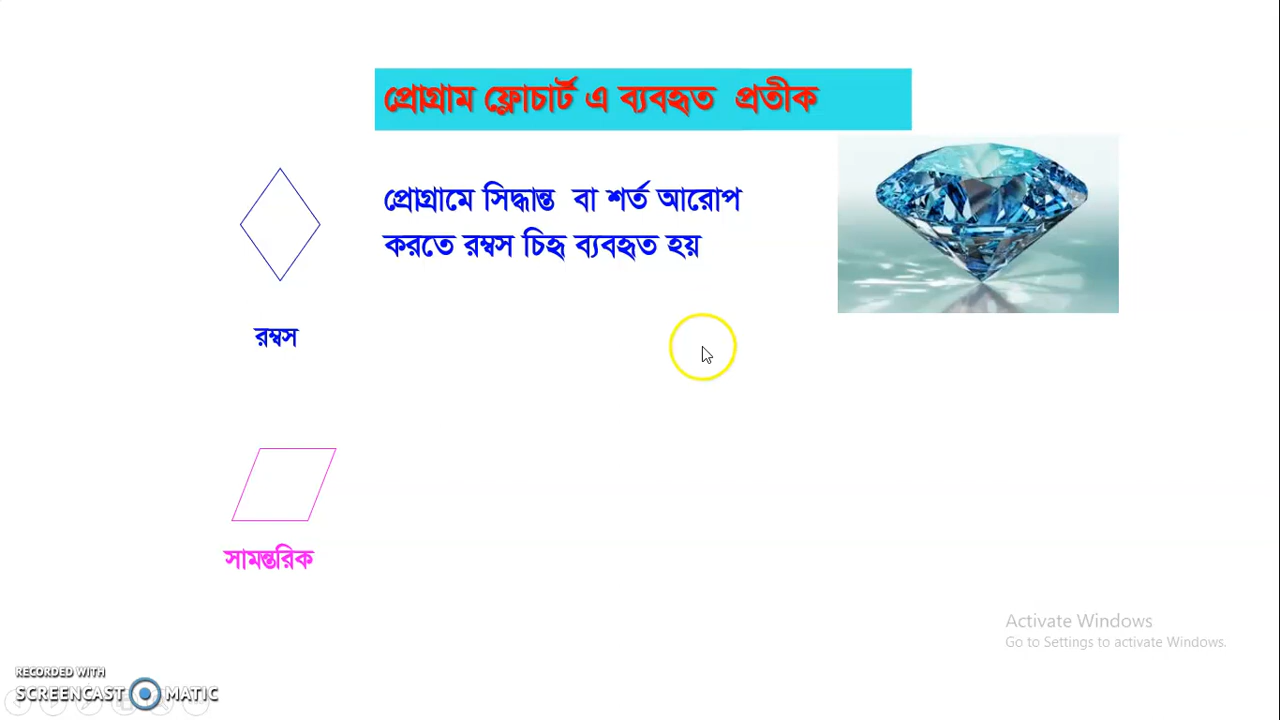 প্রোগ্রাম ফ্লোচার্ট এ ব্যবহৃত প্রতীক
প্রোগ্রামে সিদ্ধান্ত বা শর্ত আরোপ
করতে রম্বস চিহ্ন ব্যবহৃত হয়
রম্বস
সামন্তরিক
Activate Windows
Go to Settings to activate Windows.
RECORDED WITH
SCREENCAST MATIC